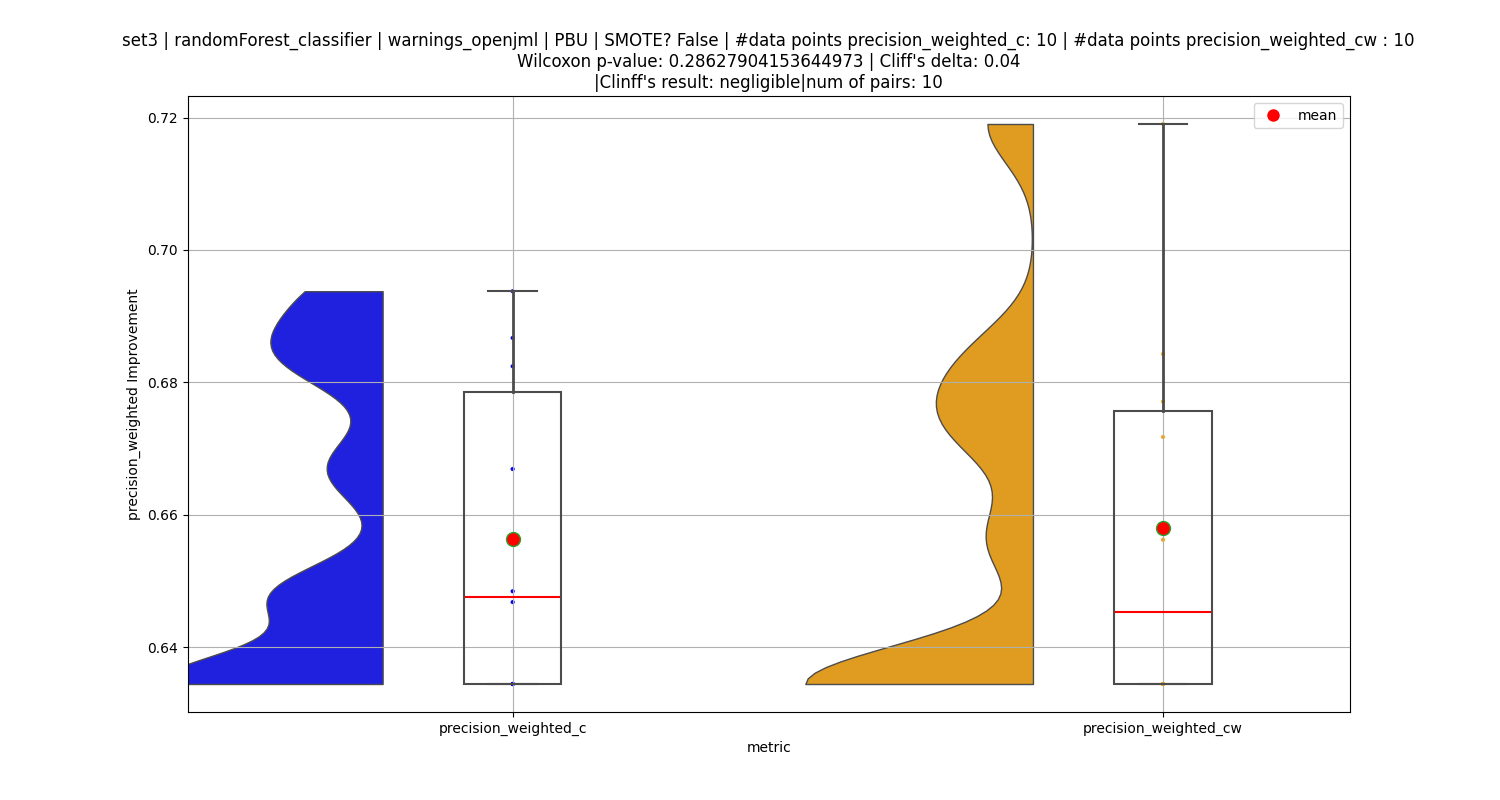 set3 | randomForest_classifier | warnings_openjml | PBU | SMOTE? False | #data points precision_weighted_c: 10 | #data points precision_weighted_cw : 10
Wilcoxon p-value: 0.28627904153644973 | Cliff's delta: 0.04
|Clinff's result: negligible|num of pairs: 10
mean
0.72
0.70
0.68
0.66
0.64
precision_weighted Improvement
precision_weighted_c
precision_weighted_cw
metric